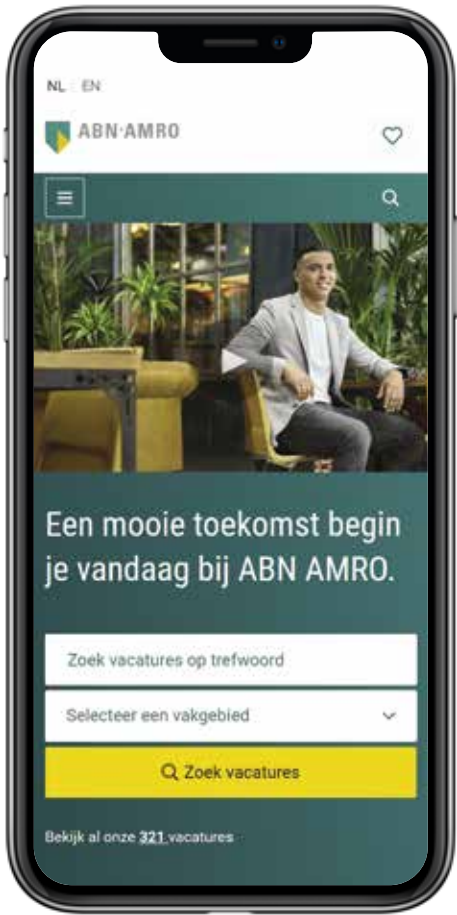 NL EN
ABN·AMRO
Een mooie toekomst begin
je vandaag bij ABN AMRO.
Zoek vacatures op trefwoord
Selecteer een vakgebied
Zoek vacatures
Bekijk al onze 321 vacatures